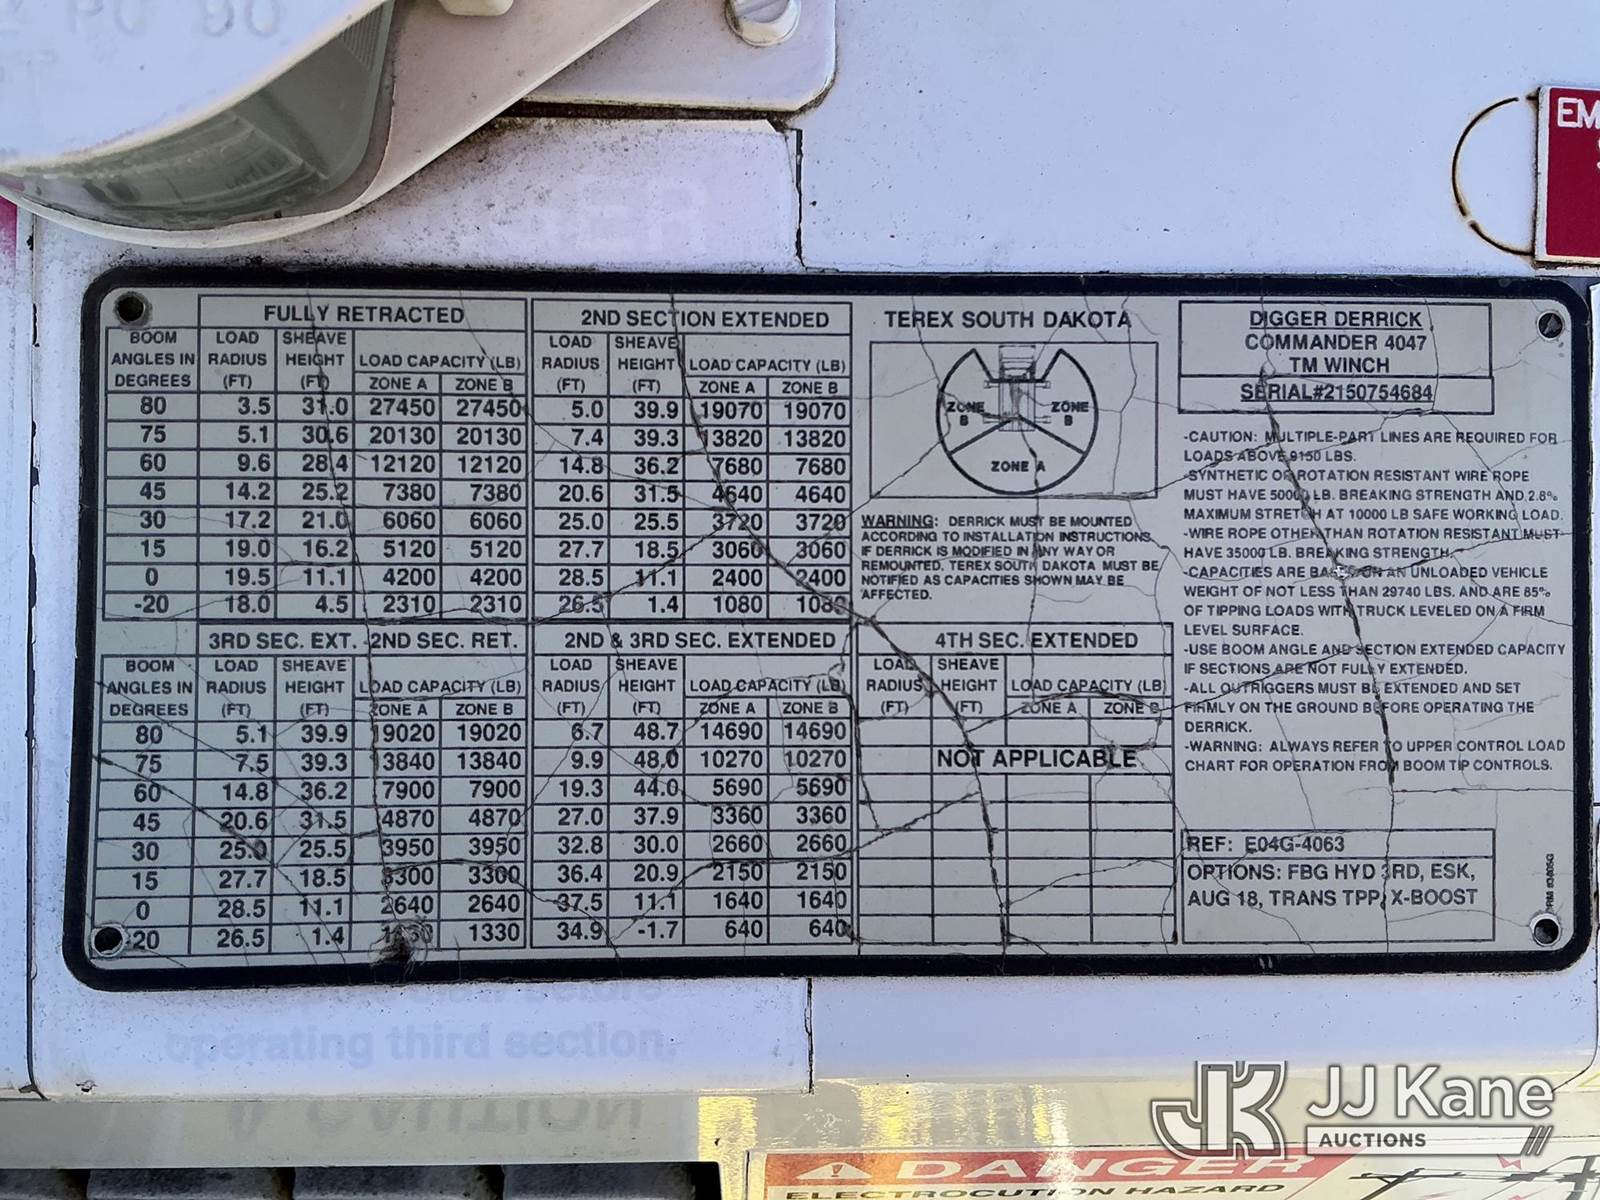 FULLY RETRACTED
BOOM ANGLES IN DEGREES | LOAD RADIUS (FT) | SHEAVE HEIGHT (FT) | LOAD CAPACITY (LB) ZONE A | ZONE B
80 3.5 31.0 27450 27450
75 5.1 30.6 20130 20130
60 9.6 28.4 12120 12120
45 14.2 25.2 7380 7380
30 17.2 21.0 6060 6060
15 19.0 16.2 5120 5120
0 19.5 11.1 4200 4200
-20 18.0 4.5 2310 2310
2ND SECTION EXTENDED
LOAD RADIUS (FT) | SHEAVE HEIGHT (FT) | LOAD CAPACITY (LB) ZONE A | ZONE B
5.0 39.9 19070 19070
7.4 39.3 13820 13820
14.8 36.2 7680 7680
20.6 31.5 4640 4640
25.0 25.5 3720 3720
27.7 18.5 3060 3060
28.5 11.1 2400 2400
26.5 1.4 1080 1080
3RD SEC. EXT. -2ND SEC. RET.
BOOM ANGLES IN DEGREES | LOAD RADIUS (FT) | SHEAVE HEIGHT (FT) | LOAD CAPACITY (LB) ZONE A | ZONE B
80 5.1 39.9 19020 19020
75 7.5 39.3 13840 13840
60 14.8 36.2 7900 7900
45 20.6 31.5 4870 4870
30 25.0 25.5 3950 3950
15 27.7 18.5 3300 3300
0 28.5 11.1 2640 2640
-20 26.5 1.4 1330
2ND & 3RD SEC. EXTENDED
LOAD RADIUS (FT) | SHEAVE HEIGHT (FT) | LOAD CAPACITY (LB) ZONE A | ZONE B
6.7 48.7 14690 14690
9.9 48.0 10270 10270
19.3 44.0 5690 5690
27.0 37.9 3360 3360
32.8 30.0 2660 2660
36.4 20.9 2150 2150
37.5 11.1 1640 1640
34.9 -1.7 640 640
TEREX SOUTH DAKOTA
ZONE B
ZONE B
ZONE A
WARNING: DERRICK MUST BE MOUNTED
ACCORDING TO INSTALLATION INSTRUCTIONS.
IF DERRICK IS MODIFIED IN ANY WAY OR
REMOUNTED. TEREX SOUTH DAKOTA MUST BE
NOTIFIED AS CAPACITIES SHOWN MAY BE
AFFECTED.
4TH SEC. EXTENDED
LOAD RADIUS (FT) | SHEAVE HEIGHT (FT) | LOAD CAPACITY (LB) ZONE A | ZONE B
NOT APPLICABLE
DIGGER DERRICK
COMMANDER 4047
TM WINCH
SERIAL#2150754684
-CAUTION: MULTIPLE-PART LINES ARE REQUIRED FOR
LOADS ABOVE 9150 LBS.
-SYNTHETIC OR ROTATION RESISTANT WIRE ROPE
MUST HAVE 50000 LB. BREAKING STRENGTH AND 2.8%
MAXIMUM STRETCH AT 10000 LB SAFE WORKING LOAD.
-WIRE ROPE OTHER THAN ROTATION RESISTANT MUST
HAVE 35000 LB. BREAKING STRENGTH.
-CAPACITIES ARE BASED ON AN UNLOADED VEHICLE
WEIGHT OF NOT LESS THAN 29740 LBS. AND ARE 85%
OF TIPPING LOADS WITH TRUCK LEVELED ON A FIRM
LEVEL SURFACE.
-USE BOOM ANGLE AND SECTION EXTENDED CAPACITY
IF SECTIONS ARE NOT FULLY EXTENDED.
-ALL OUTRIGGERS MUST BE EXTENDED AND SET
FIRMLY ON THE GROUND BEFORE OPERATING THE
DERRICK.
-WARNING: ALWAYS REFER TO UPPER CONTROL LOAD
CHART FOR OPERATION FROM BOOM TIP CONTROLS.
REF: E04G-4063
OPTIONS: FBG HYD 3RD, ESK,
AUG 18, TRANS TPP, X-BOOST
EM
operating third section.
CAUTION
DANGER
ELECTROCUTION HAZARD
JK JJ Kane
AUCTIONS